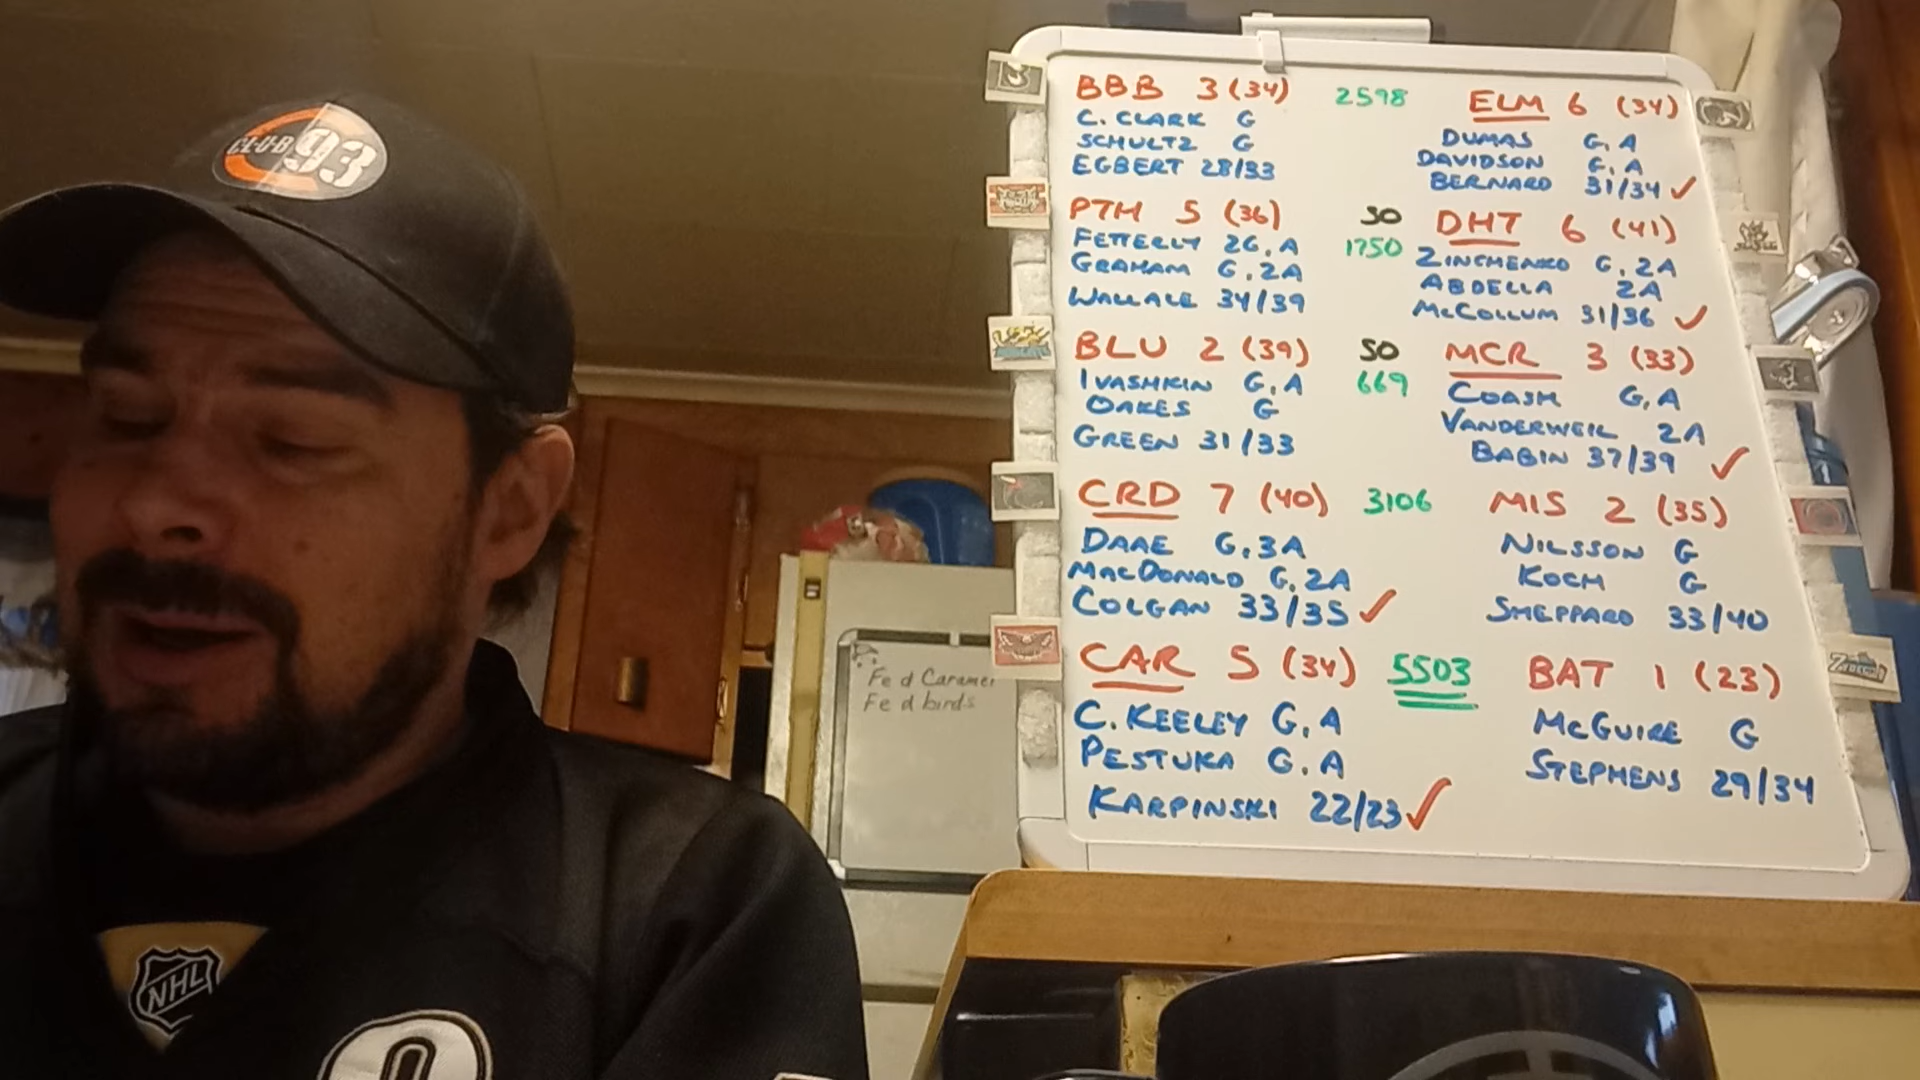 CLUB 93
NHL
Fe d Caramel
Fe d birds
BBB 3 (34) 2598 ELM 6 (34)
C. CLARK G
SCHULTZ G
EGBERT 28/33
DUMAS G, A
DAVIDSON G, A
BERNARD 31/34 ✓
PTH 5 (36) SO DHT 6 (41)
1750
FETTERLY 2G, A
GRAHAM G, 2A
WALLACE 34/39
ZINCHENKO G, 2A
ABDELLA 2A
McCOLLUM 31/36 ✓
BLU 2 (39) SO MCR 3 (33)
669
IVASHKIN G, A
OAKES G
GREEN 31/33
COASH G, A
VANDERWEIL 2A
BABIN 37/39 ✓
CRD 7 (40) 3106 MIS 2 (35)
DAAE G, 3A
MACDONALD G, 2A
COLGAN 33/35 ✓
NILSSON G
KOCH G
SHEPPARD 33/40
CAR 5 (34) 5503 BAT 1 (23)
C. KEELEY G, A
PESTUKA G, A
KARPINSKI 22/23 ✓
McGUIRE G
STEPHENS 29/34